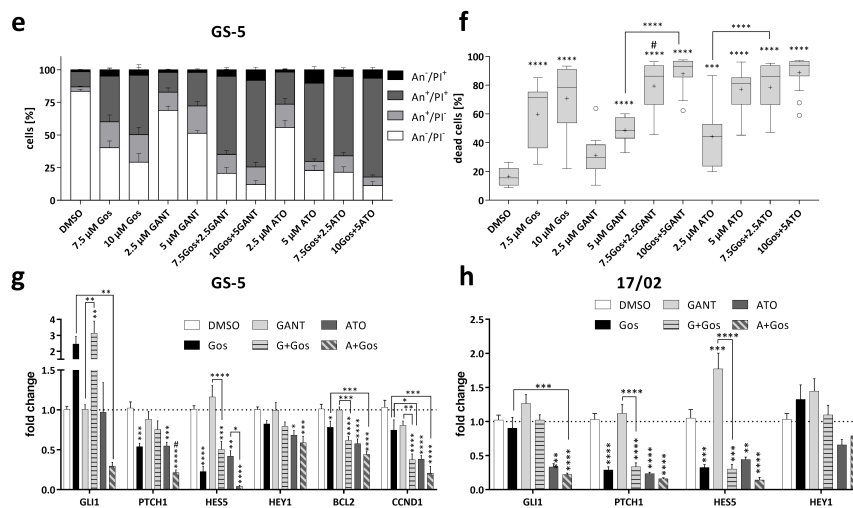 e
GS-5
cells [%]
100
75
50
25
0
An⁻/PI⁺
An⁺/PI⁺
An⁺/PI⁻
An⁻/PI⁻
DMSO
7.5 µM Gos
10 µM Gos
2.5 µM GANT
5 µM GANT
7.5Gos+2.5GANT
10Gos+5GANT
2.5 µM ATO
5 µM ATO
7.5Gos+2.5ATO
10Gos+5ATO
f
dead cells [%]
100
80
60
40
20
0
****
****
****
****
#
****
****
****
***
****
****
****
DMSO
7.5 µM Gos
10 µM Gos
2.5 µM GANT
5 µM GANT
7.5Gos+2.5GANT
10Gos+5GANT
2.5 µM ATO
5 µM ATO
7.5Gos+2.5ATO
10Gos+5ATO
g
GS-5
DMSO
GANT
ATO
Gos
G+Gos
A+Gos
fold change
4
3
2
1.5
1.0
0.5
0
GLI1
PTCH1
HES5
HEY1
BCL2
CCND1
h
17/02
DMSO
GANT
ATO
Gos
G+Gos
A+Gos
fold change
2.5
2.0
1.5
1.0
0.5
0.0
GLI1
PTCH1
HES5
HEY1